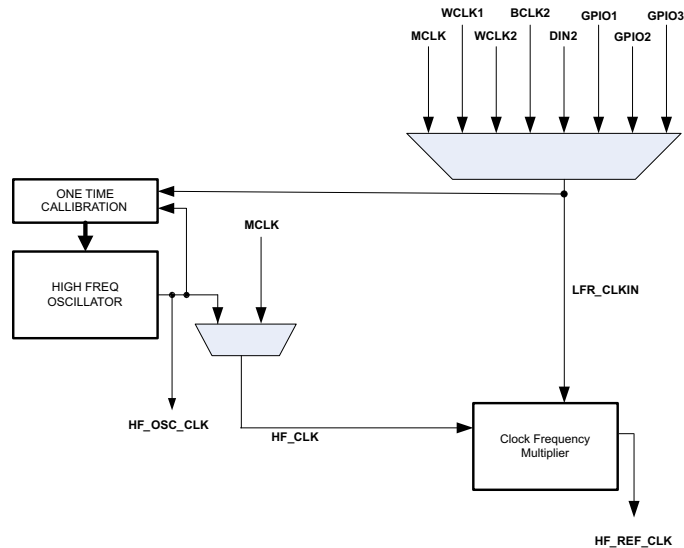 WCLK1 BCLK2 GPIO1 GPIO3
MCLK WCLK2 DIN2 GPIO2
ONE TIME
CALLIBRATION
MCLK
HIGH FREQ
OSCILLATOR
LFR_CLKIN
HF_OSC_CLK
HF_CLK
Clock Frequency
Multiplier
HF_REF_CLK